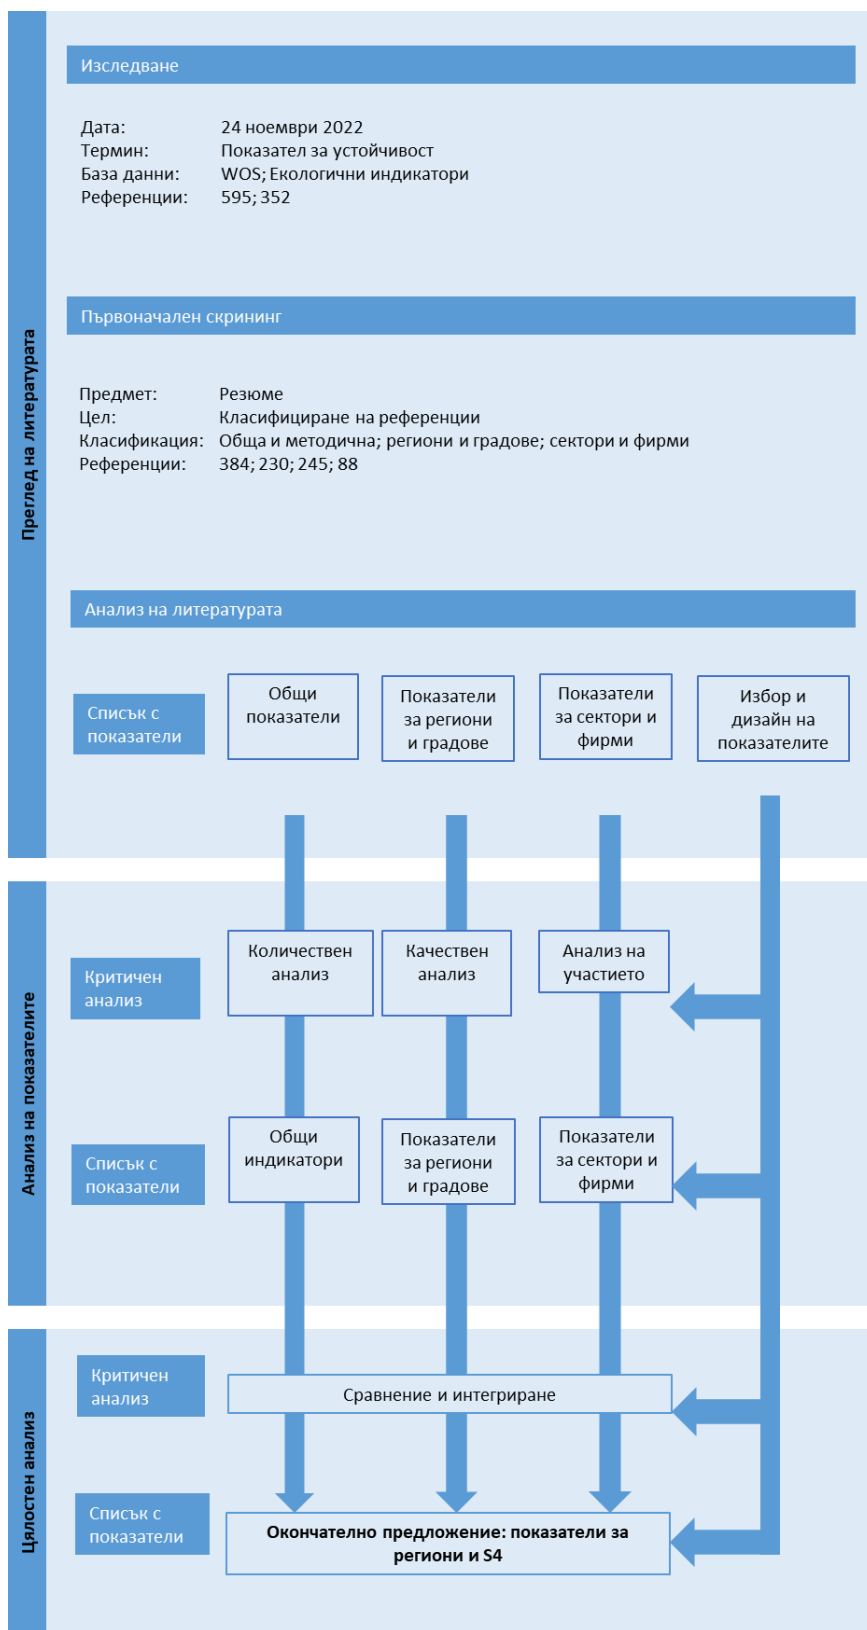 Преглед на литературата
Изследване
Дата: 24 ноември 2022
Термин: Показател за устойчивост
База данни: WOS; Екологични индикатори
Референции: 595; 352
Първоначален скрининг
Предмет: Резюме
Цел: Класифициране на референции
Класификация: Обща и методична; региони и градове; сектори и фирми
Референции: 384; 230; 245; 88
Анализ на литературата
Списък с
показатели
Общи
показатели
Показатели
за региони
и градове
Показатели
за сектори и
фирми
Избор и
дизайн на
показателите
Анализ на показателите
Критичен
анализ
Количествен
анализ
Качествен
анализ
Анализ на
участието
Списък с
показатели
Общи
индикатори
Показатели
за региони
и градове
Показатели
за сектори и
фирми
Цялостен анализ
Критичен
анализ
Сравнение и интегриране
Списък с
показатели
Окончателно предложение: показатели за
региони и S4